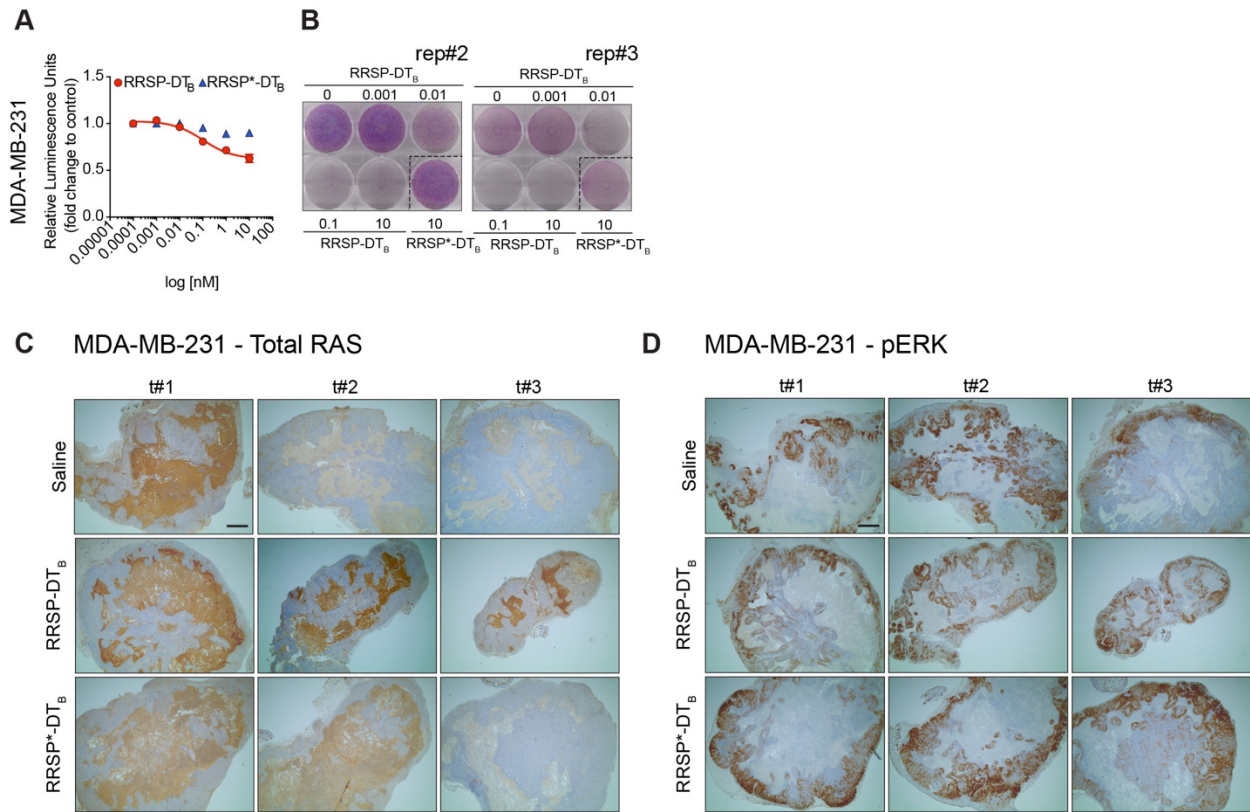 A
MDA-MB-231
Relative Luminescence Units
(fold change to control)
1.5
1.0
0.5
0.0
RRSP-DTB
RRSP*-DTB
0.00001
0.0001
0.001
0.01
0.1
1
10
100
log [nM]
B
rep#2
RRSP-DTB
0 0.001 0.01
0.1 10 10
RRSP-DTB RRSP*-DTB
rep#3
RRSP-DTB
0 0.001 0.01
0.1 10 10
RRSP-DTB RRSP*-DTB
C MDA-MB-231 - Total RAS
t#1 t#2 t#3
Saline
RRSP-DTB
RRSP*-DTB
D MDA-MB-231 - pERK
t#1 t#2 t#3
Saline
RRSP-DTB
RRSP*-DTB